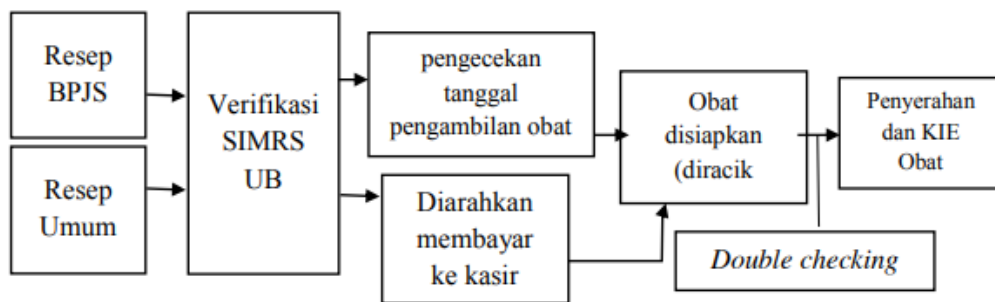 Resep
BPJS
Resep
Umum
Verifikasi
SIMRS
UB
pengecekan
tanggal
pengambilan obat
Diarahkan
membayar
ke kasir
Obat
disiapkan
(diracik
Double checking
Penyerahan
dan KIE
Obat